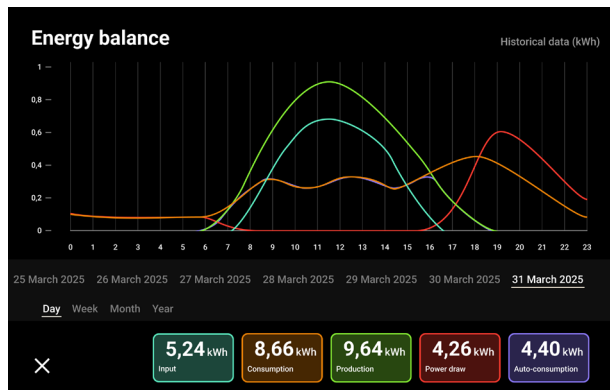 Energy balance
Historical data (kWh)
1
0,8
0,6
0,4
0,2
0
0 1 2 3 4 5 6 7 8 9 10 11 12 13 14 15 16 17 18 19 20 21 22 23
25 March 2025 26 March 2025 27 March 2025 28 March 2025 29 March 2025 30 March 2025 31 March 2025
Day Week Month Year
5,24 kWh 8,66 kWh 9,64 kWh 4,26 kWh 4,40 kWh
Input Consumption Production Power draw Auto-consumption